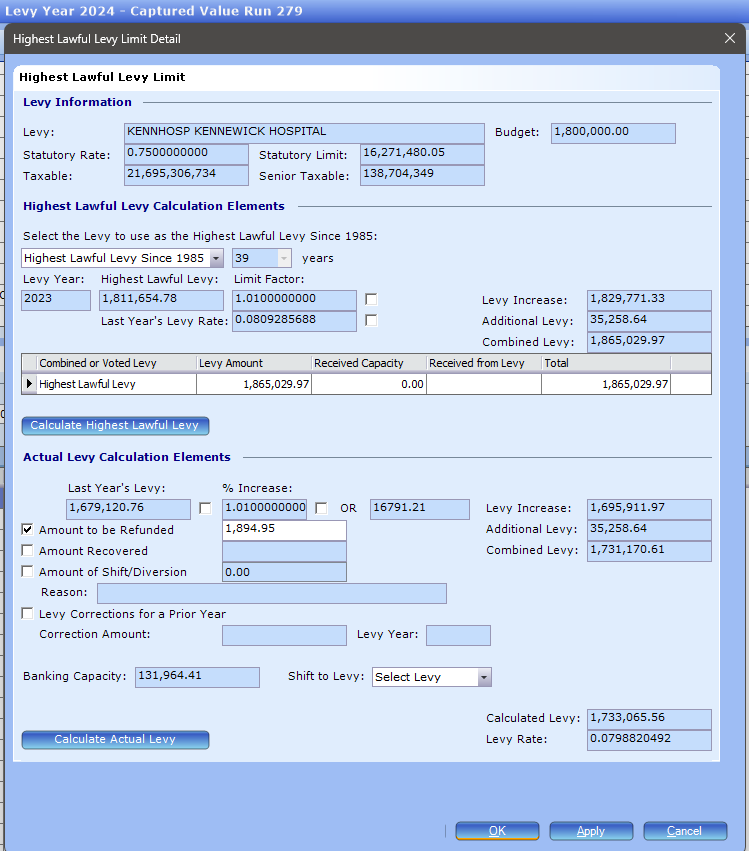 Levy Year 2024 - Captured Value Run 279
Highest Lawful Levy Limit Detail
Highest Lawful Levy Limit
Levy Information
Levy: KENNHOSP KENNEWICK HOSPITAL Budget: 1,800,000.00
Statutory Rate: 0.7500000000 Statutory Limit: 16,271,480.05
Taxable: 21,695,306,734 Senior Taxable: 138,704,349
Highest Lawful Levy Calculation Elements
Select the Levy to use as the Highest Lawful Levy Since 1985:
Highest Lawful Levy Since 1985 39 years
Levy Year: Highest Lawful Levy: Limit Factor:
2023 1,811,654.78 1.0100000000 Levy Increase: 1,829,771.33
Last Year's Levy Rate: 0.0809285688 Additional Levy: 35,258.64
Combined Levy: 1,865,029.97
Combined or Voted Levy Levy Amount Received Capacity Received from Levy Total
Highest Lawful Levy 1,865,029.97 0.00 1,865,029.97
Calculate Highest Lawful Levy
Actual Levy Calculation Elements
Last Year's Levy: % Increase:
1,679,120.76 1.0100000000 OR 16791.21 Levy Increase: 1,695,911.97
Amount to be Refunded 1,894.95 Additional Levy: 35,258.64
Amount Recovered Combined Levy: 1,731,170.61
Amount of Shift/Diversion 0.00
Reason:
Levy Corrections for a Prior Year
Correction Amount: Levy Year:
Banking Capacity: 131,964.41 Shift to Levy: Select Levy
Calculated Levy: 1,733,065.56
Calculate Actual Levy Levy Rate: 0.0798820492
OK Apply Cancel